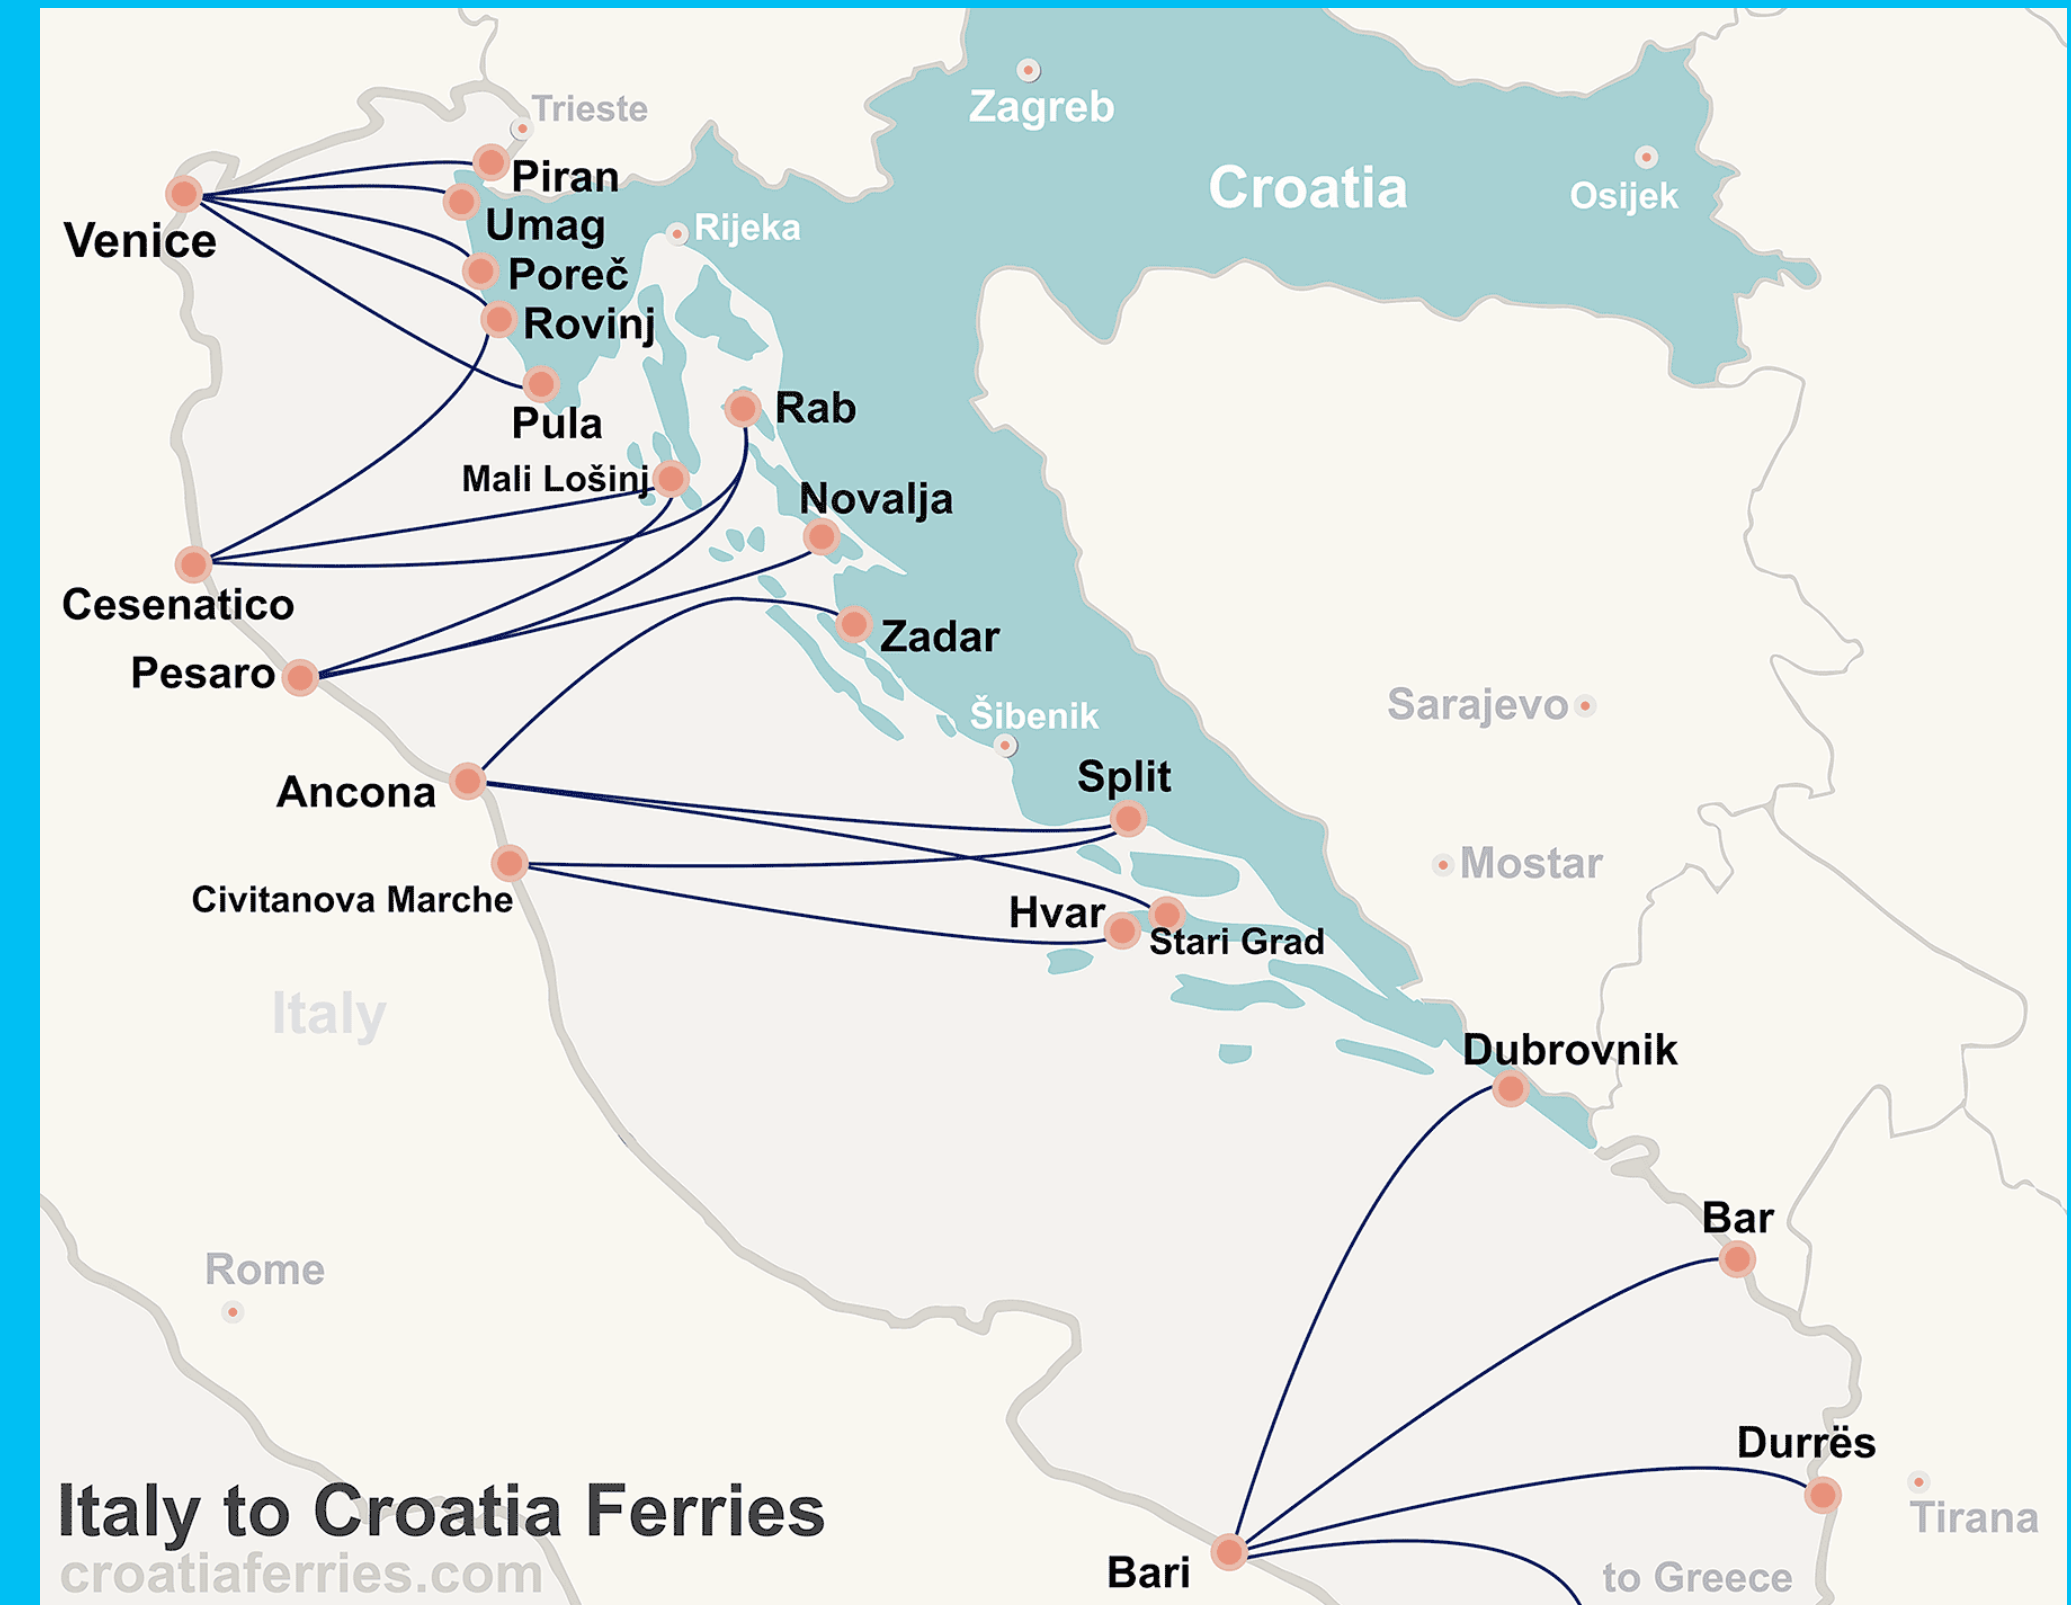 Zagreb
Trieste
Croatia
Osijek
Piran
Umag
Rijeka
Venice
Poreč
Rovinj
Rab
Pula
Mali Lošinj
Novalja
Cesenatico
Zadar
Pesaro
Sarajevo
Šibenik
Split
Ancona
Mostar
Civitanova Marche
Hvar
Stari Grad
Italy
Dubrovnik
Bar
Rome
Durrës
Tirana
Italy to Croatia Ferries
croatiaferries.com
Bari
to Greece